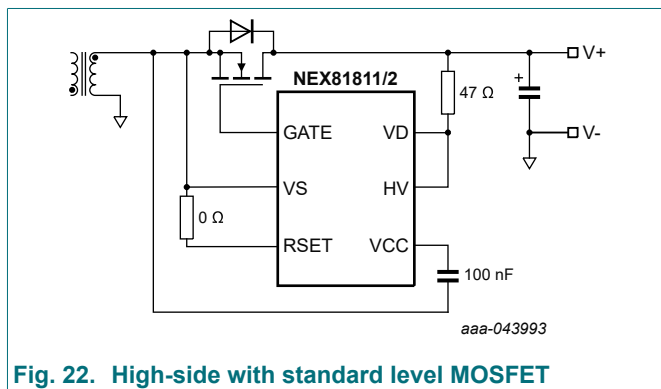 NEX81811/2
V+
47 Ω
+
GATE
VD
V-
VS
HV
0 Ω
RSET
VCC
100 nF
aaa-043993
Fig. 22. High-side with standard level MOSFET